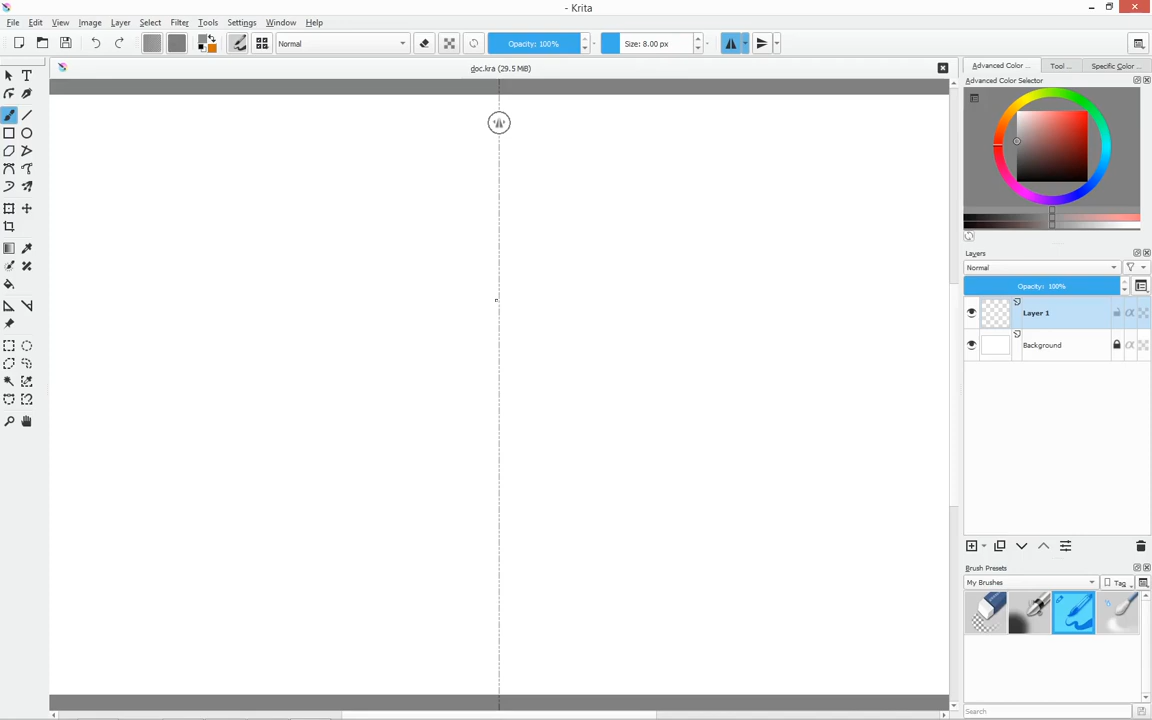 - Krita
File Edit View Image Layer Select Filter Tools Settings Window Help
Normal
Opacity: 100%
Size: 8.00 px
doc.kra (29.5 MiB)
Advanced Color ... Tool ... Specific Color ...
Advanced Color Selector
Layers
Normal
Opacity: 100%
Layer 1
Background
Brush Presets
My Brushes
Tag
Search